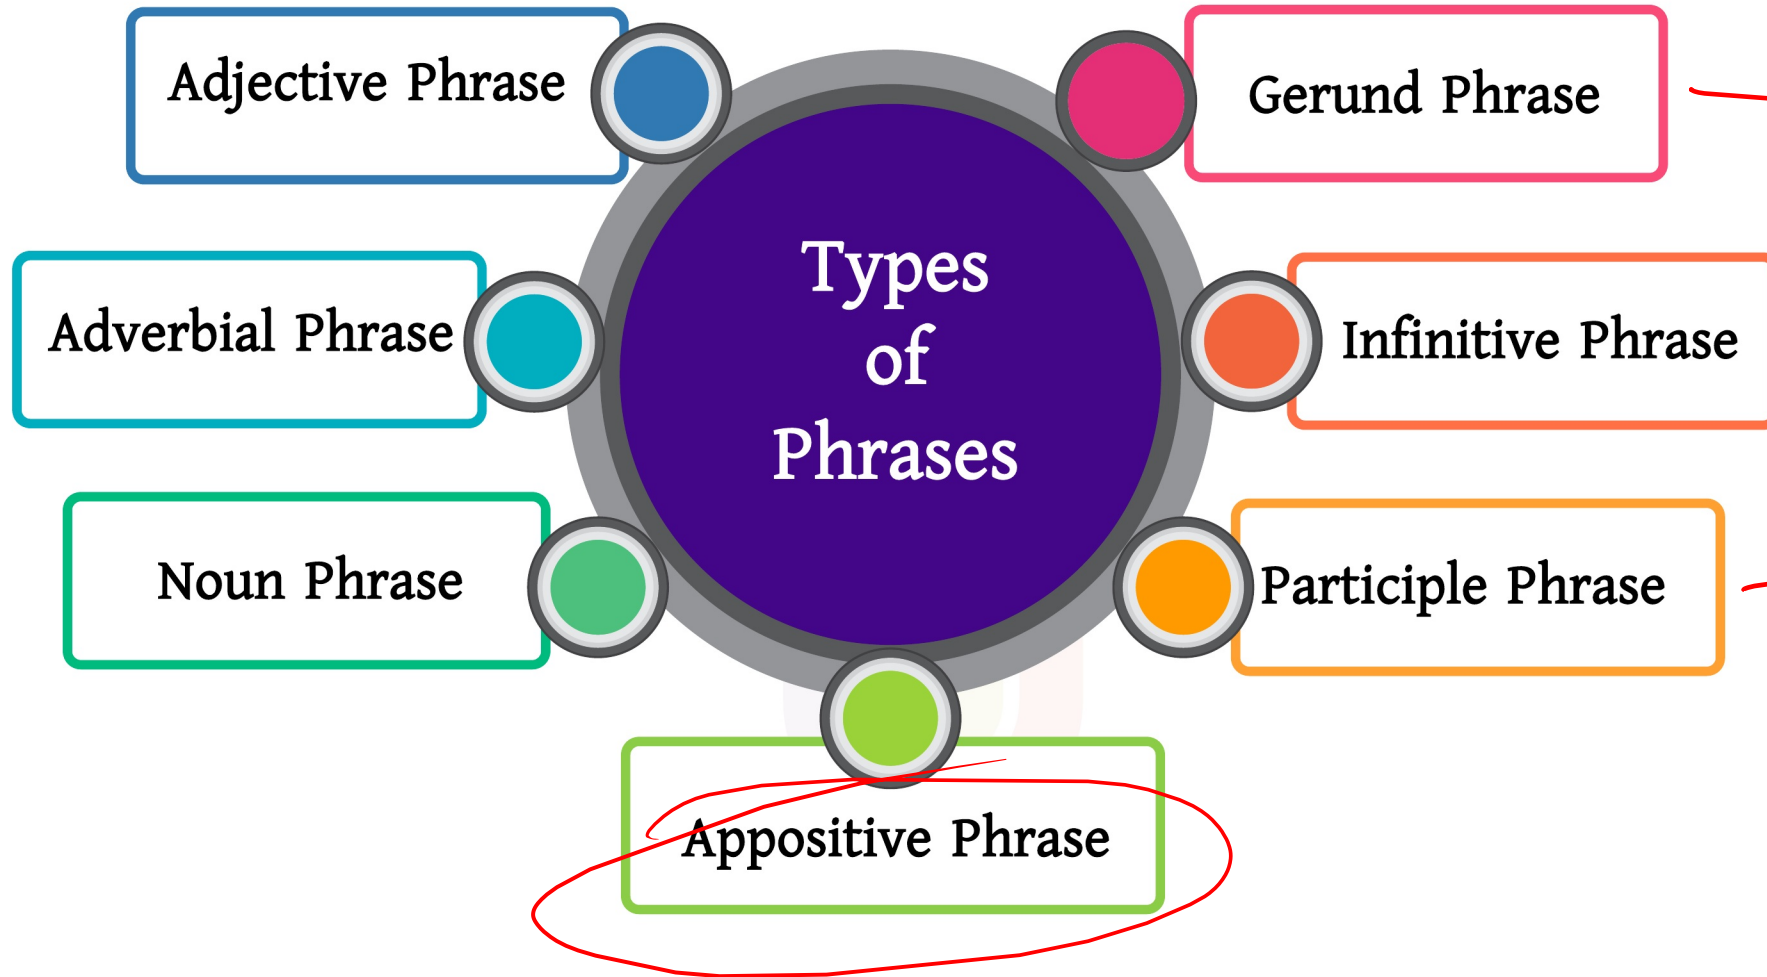 Adjective Phrase
Gerund Phrase
Types
of
Phrases
Adverbial Phrase
Infinitive Phrase
Noun Phrase
Participle Phrase
Appositive Phrase